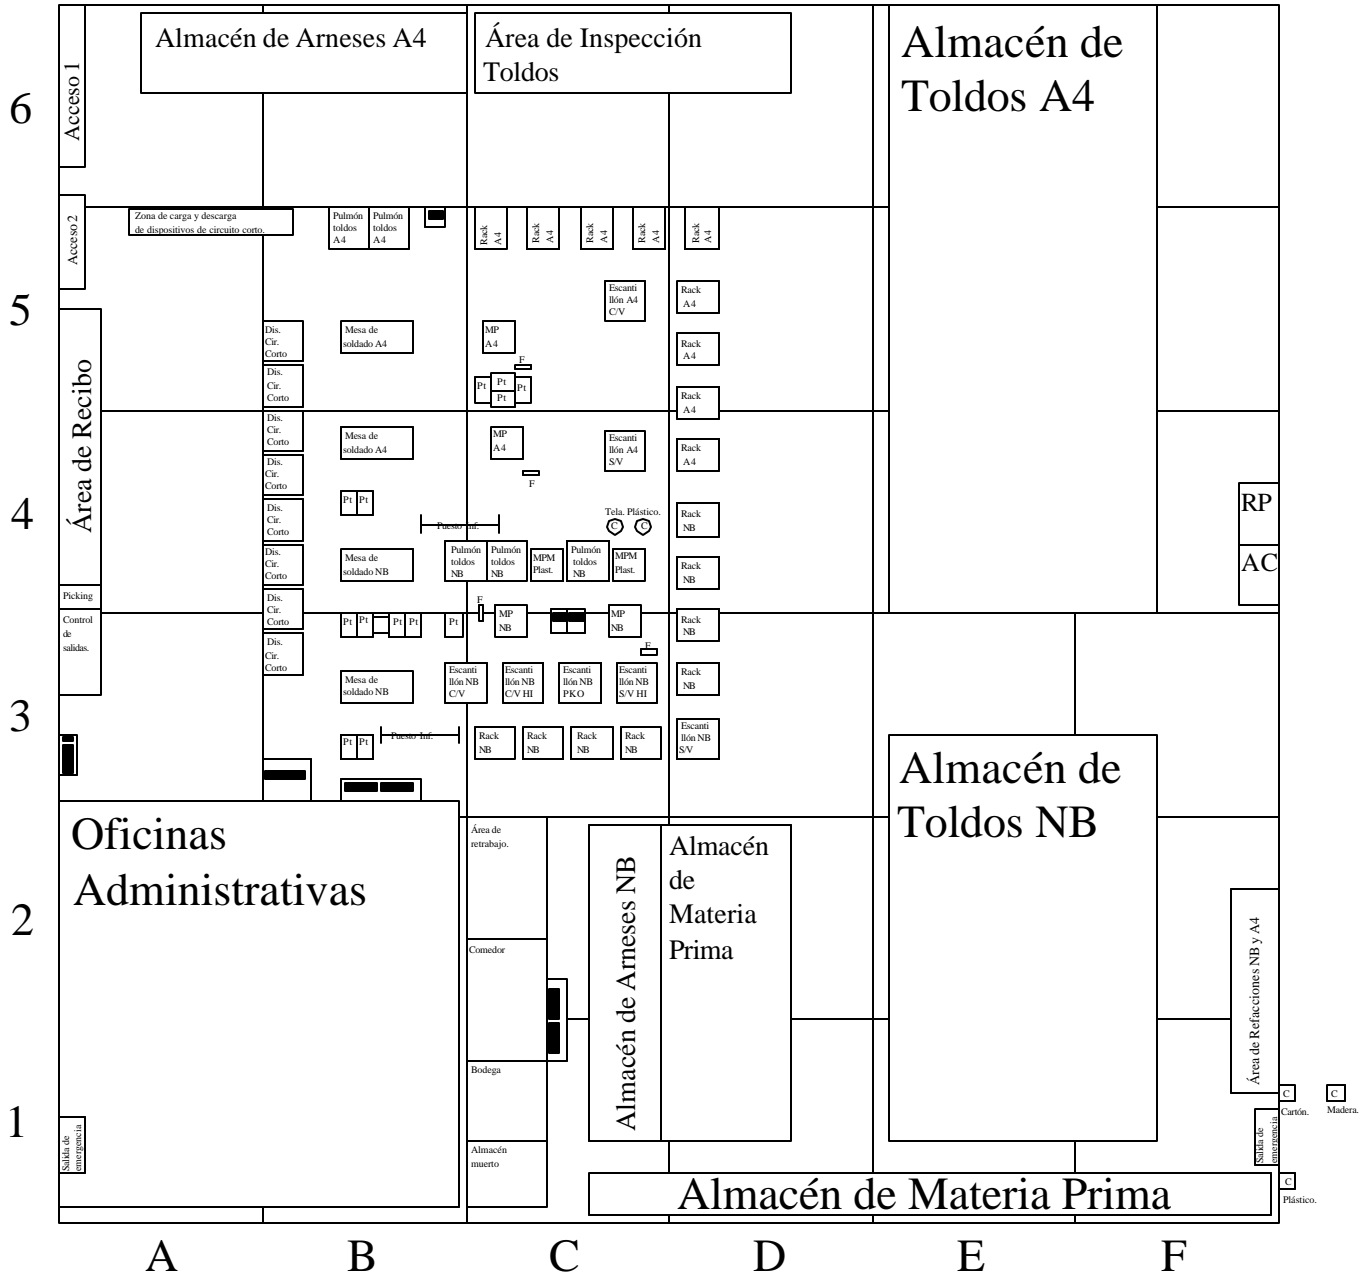 Almacén de Arneses A4
Área de Inspección
Toldos
Almacén de
Toldos A4
Acceso 1
6
Acceso 2
Zona de carga y descarga
de dispositivos de circuito corto.
Pulmón
toldos
A4
Pulmón
toldos
A4
Rack
A4
Rack
A4
Rack
A4
Rack
A4
Rack
A4
5
Escanti
llón A4
C/V
Rack
A4
Dis.
Cir.
Corto
Mesa de
soldado A4
MP
A4
Rack
A4
F
Dis.
Cir.
Corto
Pt
Pt
Pt
Pt
Rack
A4
Área de Recibo
Dis.
Cir.
Corto
Mesa de
soldado A4
MP
A4
Escanti
llón A4
S/V
Rack
A4
Dis.
Cir.
Corto
F
4
Pt
Pt
Dis.
Cir.
Corto
Puesto Inf.
Tela.
Plástico.
C
C
Rack
NB
RP
AC
Dis.
Cir.
Corto
Mesa de
soldado NB
Pulmón
toldos
NB
Pulmón
toldos
NB
MPM
Plast.
Pulmón
toldos
NB
MPM
Plast.
Rack
NB
Picking
Dis.
Cir.
Corto
Control
de
salidas.
Pt
Pt
Pt
Pt
Pt
F
MP
NB
MP
NB
Rack
NB
F
Dis.
Cir.
Corto
Mesa de
soldado NB
Escanti
llón NB
C/V
Escanti
llón NB
C/V HI
Escanti
llón NB
PKO
Escanti
llón NB
S/V HI
Rack
NB
3
Pt
Pt
Puesto Inf.
Rack
NB
Rack
NB
Rack
NB
Rack
NB
Escanti
llón NB
S/V
Almacén de
Toldos NB
Oficinas
Administrativas
Área de
retrabajo.
Almacén de Arneses NB
Almacén
de
Materia
Prima
2
Comedor
Área de Refacciones NB y A4
Bodega
1
C
Cartón.
C
Madera.
Salida de
emergencia
Almacén
muerto
Salida de
emergencia
Almacén de Materia Prima
C
Plástico.
A
B
C
D
E
F